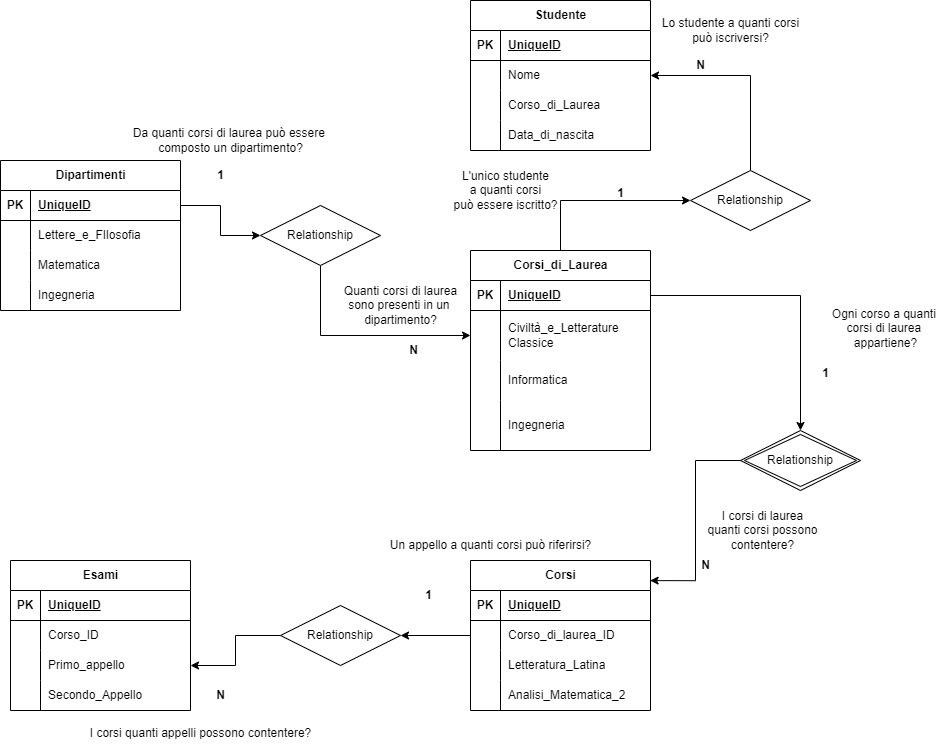 Studente
PK UniqueID
Nome
Corso_di_Laurea
Data_di_nascita
Lo studente a quanti corsi
può iscriversi?
N
Relationship
L'unico studente
a quanti corsi
può essere iscritto?
1
Da quanti corsi di laurea può essere
composto un dipartimento?
1
Dipartimenti
PK UniqueID
Lettere_e_FIlosofia
Matematica
Ingegneria
Relationship
Quanti corsi di laurea
sono presenti in un
dipartimento?
N
Corsi_di_Laurea
PK UniqueID
Civiltà_e_Letterature
Classice
Informatica
Ingegneria
Ogni corso a quanti
corsi di laurea
appartiene?
1
Relationship
I corsi di laurea
quanti corsi possono
contentere?
N
Un appello a quanti corsi può riferirsi?
1
Corsi
PK UniqueID
Corso_di_laurea_ID
Letteratura_Latina
Analisi_Matematica_2
Relationship
Esami
PK UniqueID
Corso_ID
Primo_appello
Secondo_Appello
N
I corsi quanti appelli possono contentere?